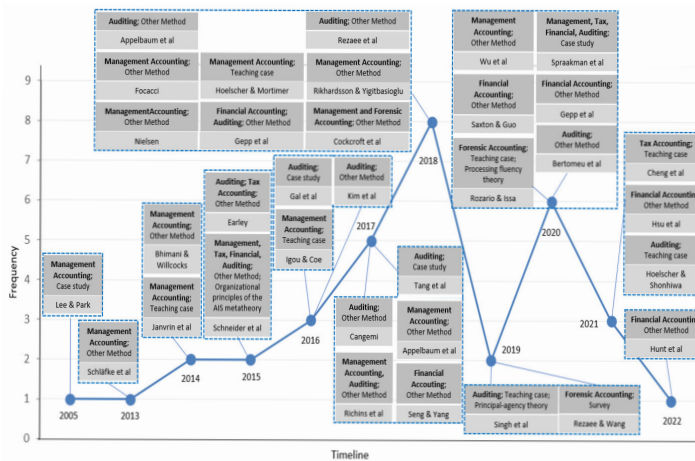 Auditing; Other Method
Appelbaum et al
Auditing; Other Method
Rezaee et al
Management Accounting;
Other Method
Focacci
Management Accounting;
Teaching case
Hoelscher & Mortimer
Management Accounting;
Other Method
Rikhardsson & Yigitbasioglu
ManagementAccounting;
Other Method
Nielsen
Financial Accounting;
Auditing; Other Method
Gepp et al
Management and Forensic
Accounting; Other Method
Cockcroft et al
Management
Accounting;
Other Method
Wu et al
Management, Tax,
Financial, Auditing;
Case study
Spraakman et al
Financial
Accounting;
Other Method
Saxton & Guo
Financial Accounting;
Other Method
Gepp et al
Forensic Accounting;
Teaching case;
Processing fluency
theory
Rozario & Issa
Auditing;
Other Method
Bertomeu et al
Tax Accounting;
Teaching case
Cheng et al
Financial Accounting;
Other Method
Hsu et al
Auditing;
Teaching case
Hoelscher &
Shonhiwa
Financial Accounting;
Other Method
Hunt et al
Auditing;
Case study
Gal et al
Auditing;
Other Method
Kim et al
Management
Accounting;
Teaching case
Igou & Coe
Auditing; Tax
Accounting;
Other Method
Earley
Management,
Tax, Financial,
Auditing;
Other Method;
Organizational
principles of the
AIS metatheory
Schneider et al
Management
Accounting;
Other Method
Bhimani &
Willcocks
Management
Accounting;
Teaching case
Janvrin et al
Management
Accounting;
Case study
Lee & Park
Management
Accounting;
Other Method
Schläfke et al
Auditing;
Case study
Tang et al
Auditing;
Other Method
Cangemi
Management
Accounting;
Other Method
Appelbaum et al
Management
Accounting,
Auditing;
Other Method
Richins et al
Financial
Accouting;
Other Method
Seng & Yang
Auditing; Teaching case;
Principal-agency theory
Singh et al
Forensic Accounting;
Survey
Rezaee & Wang
Frequency
9
8
7
6
5
4
3
2
1
0
2005
2013
2014
2015
2016
2017
2018
2019
2020
2021
2022
Timeline